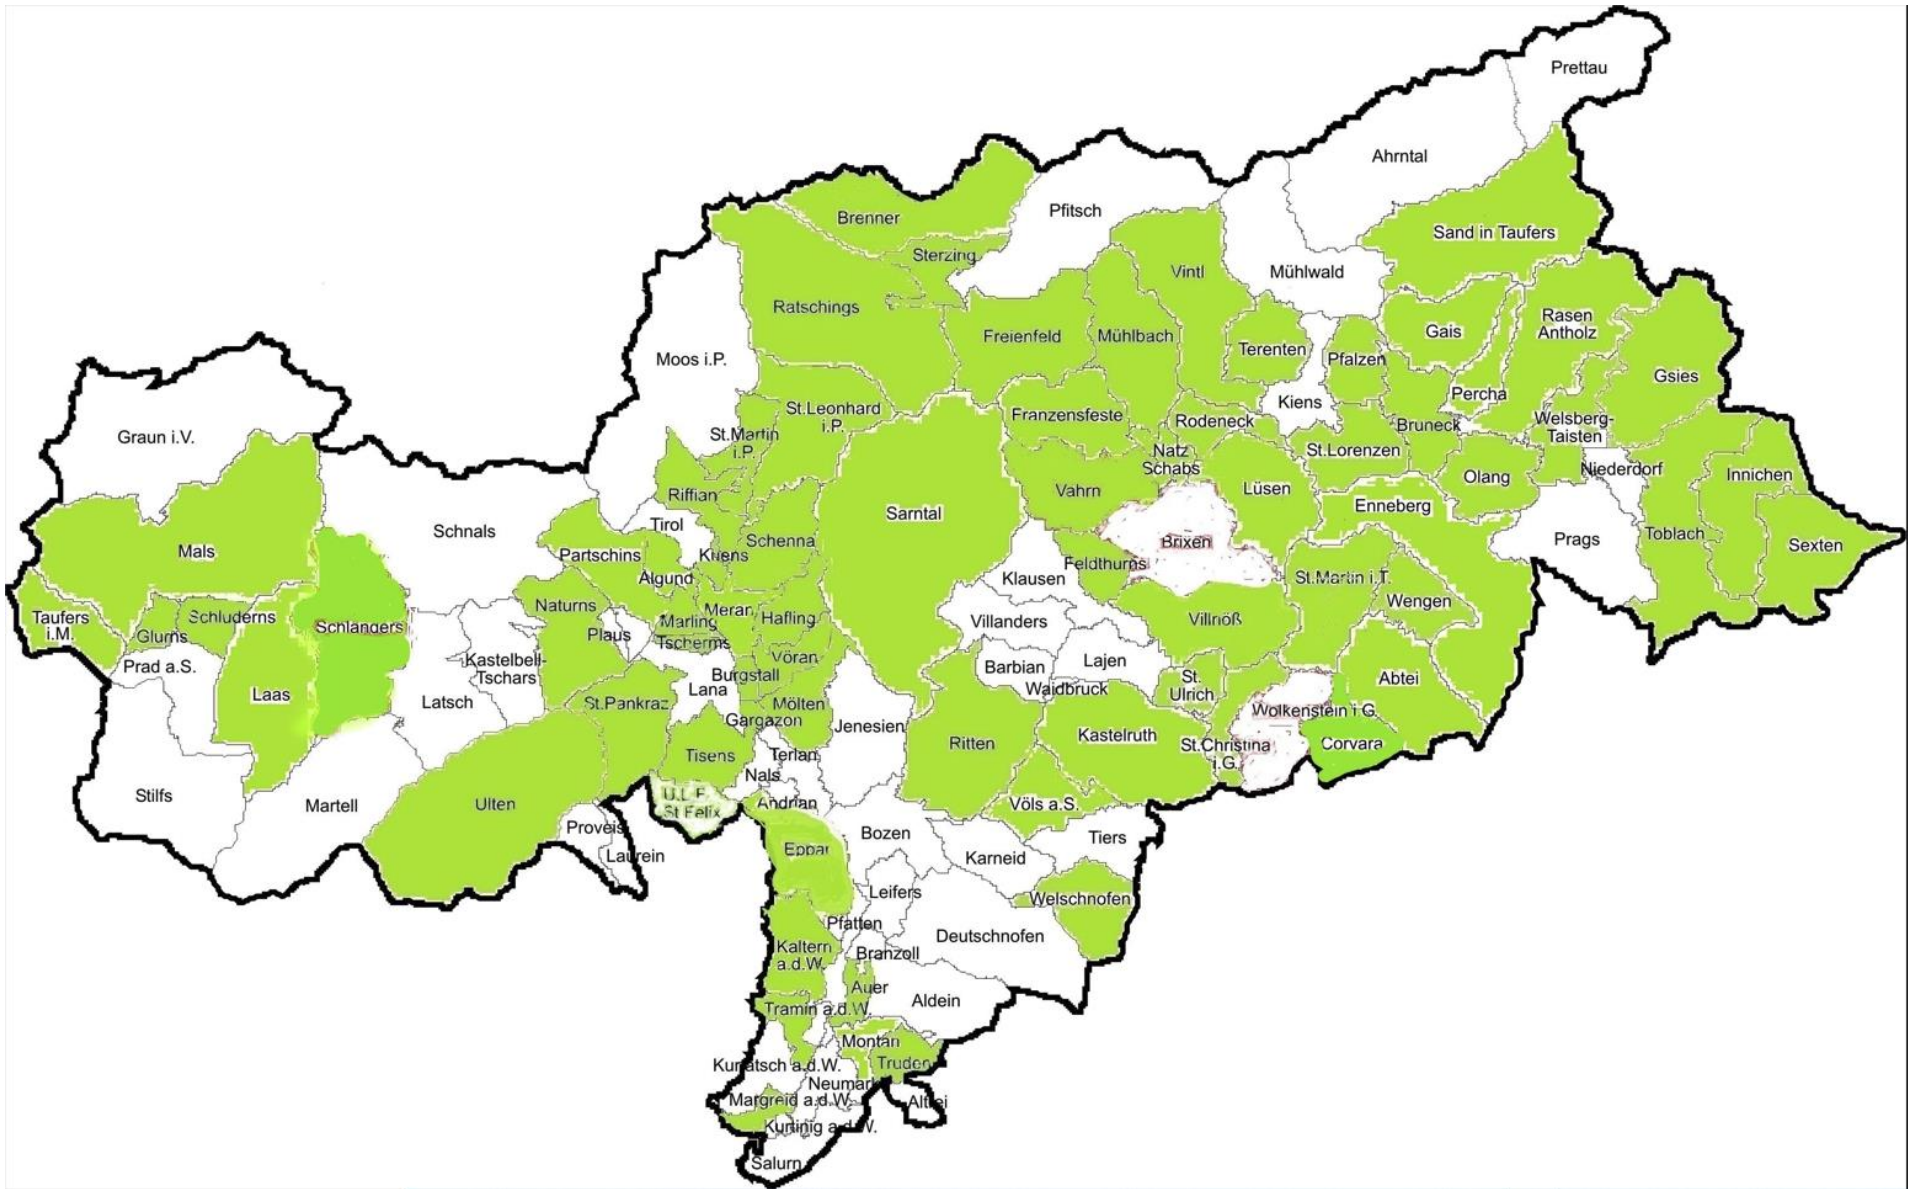 Prettau
Ahrntal
Pfitsch
Brenner
Sand in Taufers
Sterzing
Vintl
Mühlwald
Ratschings
Rasen
Antholz
Gais
Freienfeld
Mühlbach
Terenten
Pfalzen
Moos i.P.
Gsies
Percha
Kiens
St.Leonhard
i.P.
Franzensfeste
Rodeneck
Bruneck
Welsberg-
Taisten
Graun i.V.
St.Martin
i.P.
Natz
Schabs
St.Lorenzen
Niederdorf
Innichen
Olang
Vahrn
Lüsen
Riffian
Enneberg
Sarntal
Tirol
Schnals
Toblach
Prags
Sexten
Schenna
Brixen
Mals
Partschins
Kuens
Feldthurns
Algund
Klausen
St.Martin i.T.
Wengen
Naturns
Meran
Hafling
Taufers
i.M.
Schluderns
Glurns
Schlanders
Plaus
Marling
Tscherms
Villanders
Villnöß
Prad a.S.
Kastelbell-
Tschars
Vöran
Burgstall
Barbian
Lajen
Waidbruck
St.
Ulrich
Abtei
Laas
Latsch
Lana
St.Pankraz
Mölten
Gargazon
Jenesien
Wolkenstein i G.
Corvara
Ritten
Kastelruth
St.Christina
i.G.
Tisens
Terlan
Nals
Stilfs
Martell
Ulten
U.L.F.
St.Felix
Andrian
Völs a.S.
Proveis
Laurein
Eppan
Bozen
Karneid
Tiers
Leifers
Welschnofen
Pfatten
Deutschnofen
Kaltern
a.d.W.
Branzoll
Auer
Aldein
Tramin a.d.W.
Montan
Truden
Kurtatsch a.d.W.
Neumarkt
Margreid a.d.W.
Altrei
Kurtinig a.d.W.
Salurn